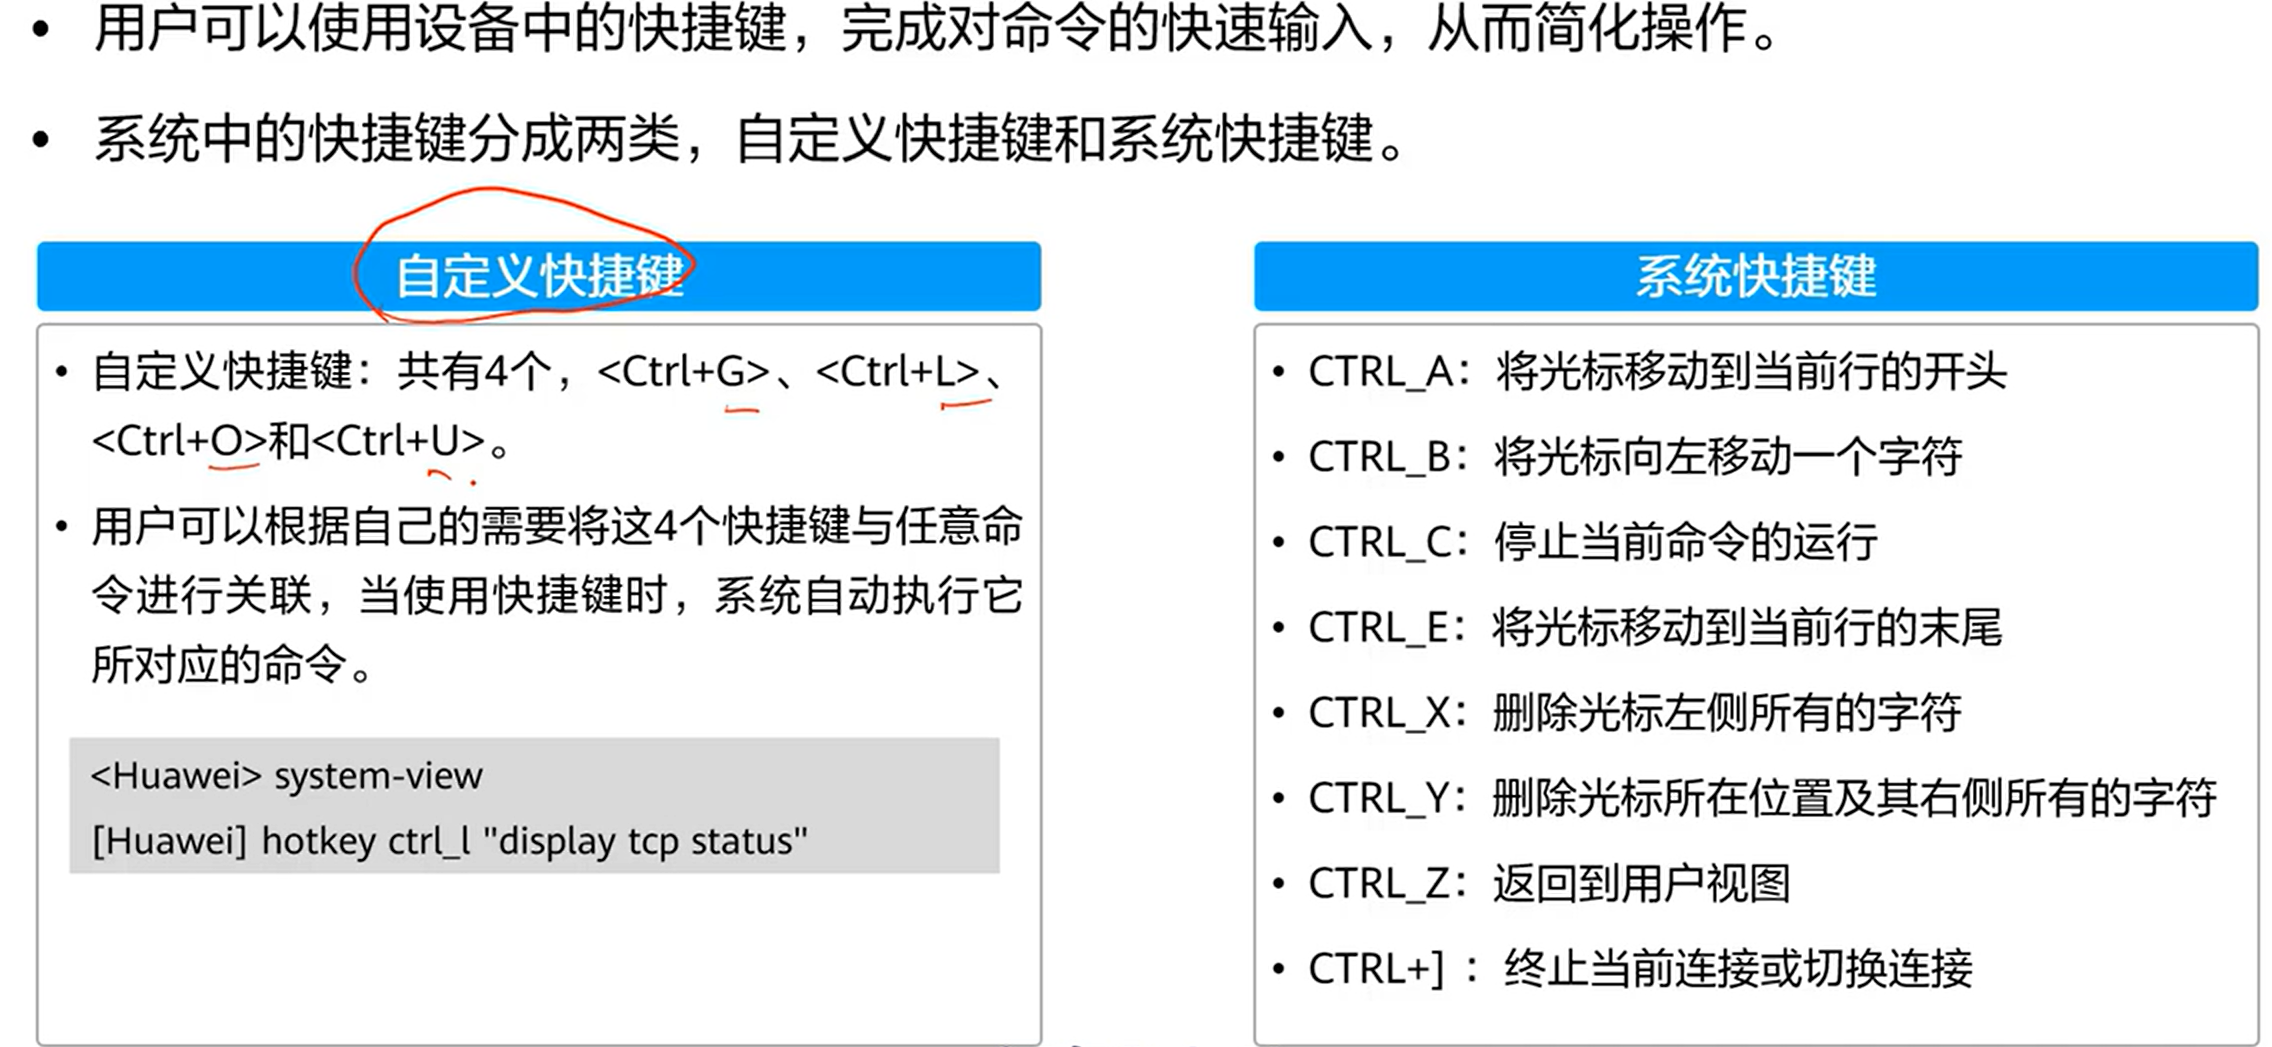 • 用户可以使用设备中的快捷键，完成对命令的快速输入，从而简化操作。
• 系统中的快捷键分成两类，自定义快捷键和系统快捷键。
自定义快捷键
• 自定义快捷键：共有4个，<Ctrl+G>、<Ctrl+L>、
<Ctrl+O>和<Ctrl+U>。
• 用户可以根据自己的需要将这4个快捷键与任意命
令进行关联，当使用快捷键时，系统自动执行它
所对应的命令。
<Huawei> system-view
[Huawei] hotkey ctrl_l "display tcp status"
系统快捷键
• CTRL_A：将光标移动到当前行的开头
• CTRL_B：将光标向左移动一个字符
• CTRL_C：停止当前命令的运行
• CTRL_E：将光标移动到当前行的末尾
• CTRL_X：删除光标左侧所有的字符
• CTRL_Y：删除光标所在位置及其右侧所有的字符
• CTRL_Z：返回到用户视图
• CTRL+] ：终止当前连接或切换连接